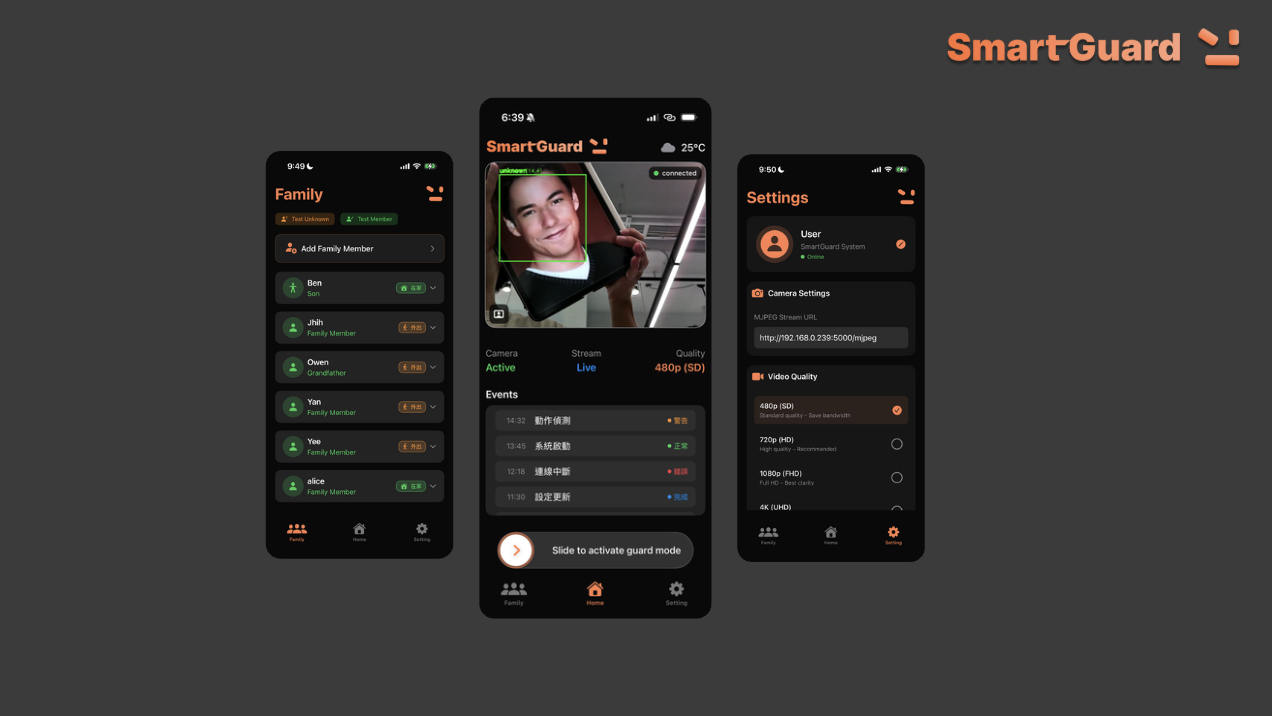 SmartGuard
9:49
Family
Test Unknown
Test Member
Add Family Member
Ben
Son
在家
Jhih
Family Member
外出
Owen
Grandfather
外出
Yan
Family Member
外出
Yee
Family Member
外出
alice
Family Member
在家
Family
Home
Setting
6:39
SmartGuard
25°C
unknown
connected
Camera
Stream
Quality
Active
Live
480p (SD)
Events
14:32 動作偵測 警告
13:45 系統啟動 正常
12:18 連線中斷 錯誤
11:30 設定更新 完成
Slide to activate guard mode
Family
Home
Setting
9:50
Settings
User
SmartGuard System
Online
Camera Settings
MJPEG Stream URL
http://192.168.0.239:5000/mjpeg
Video Quality
480p (SD)
Standard quality - Save bandwidth
720p (HD)
High quality - Recommended
1080p (FHD)
Full HD - Best clarity
4K (UHD)
Family
Home
Setting